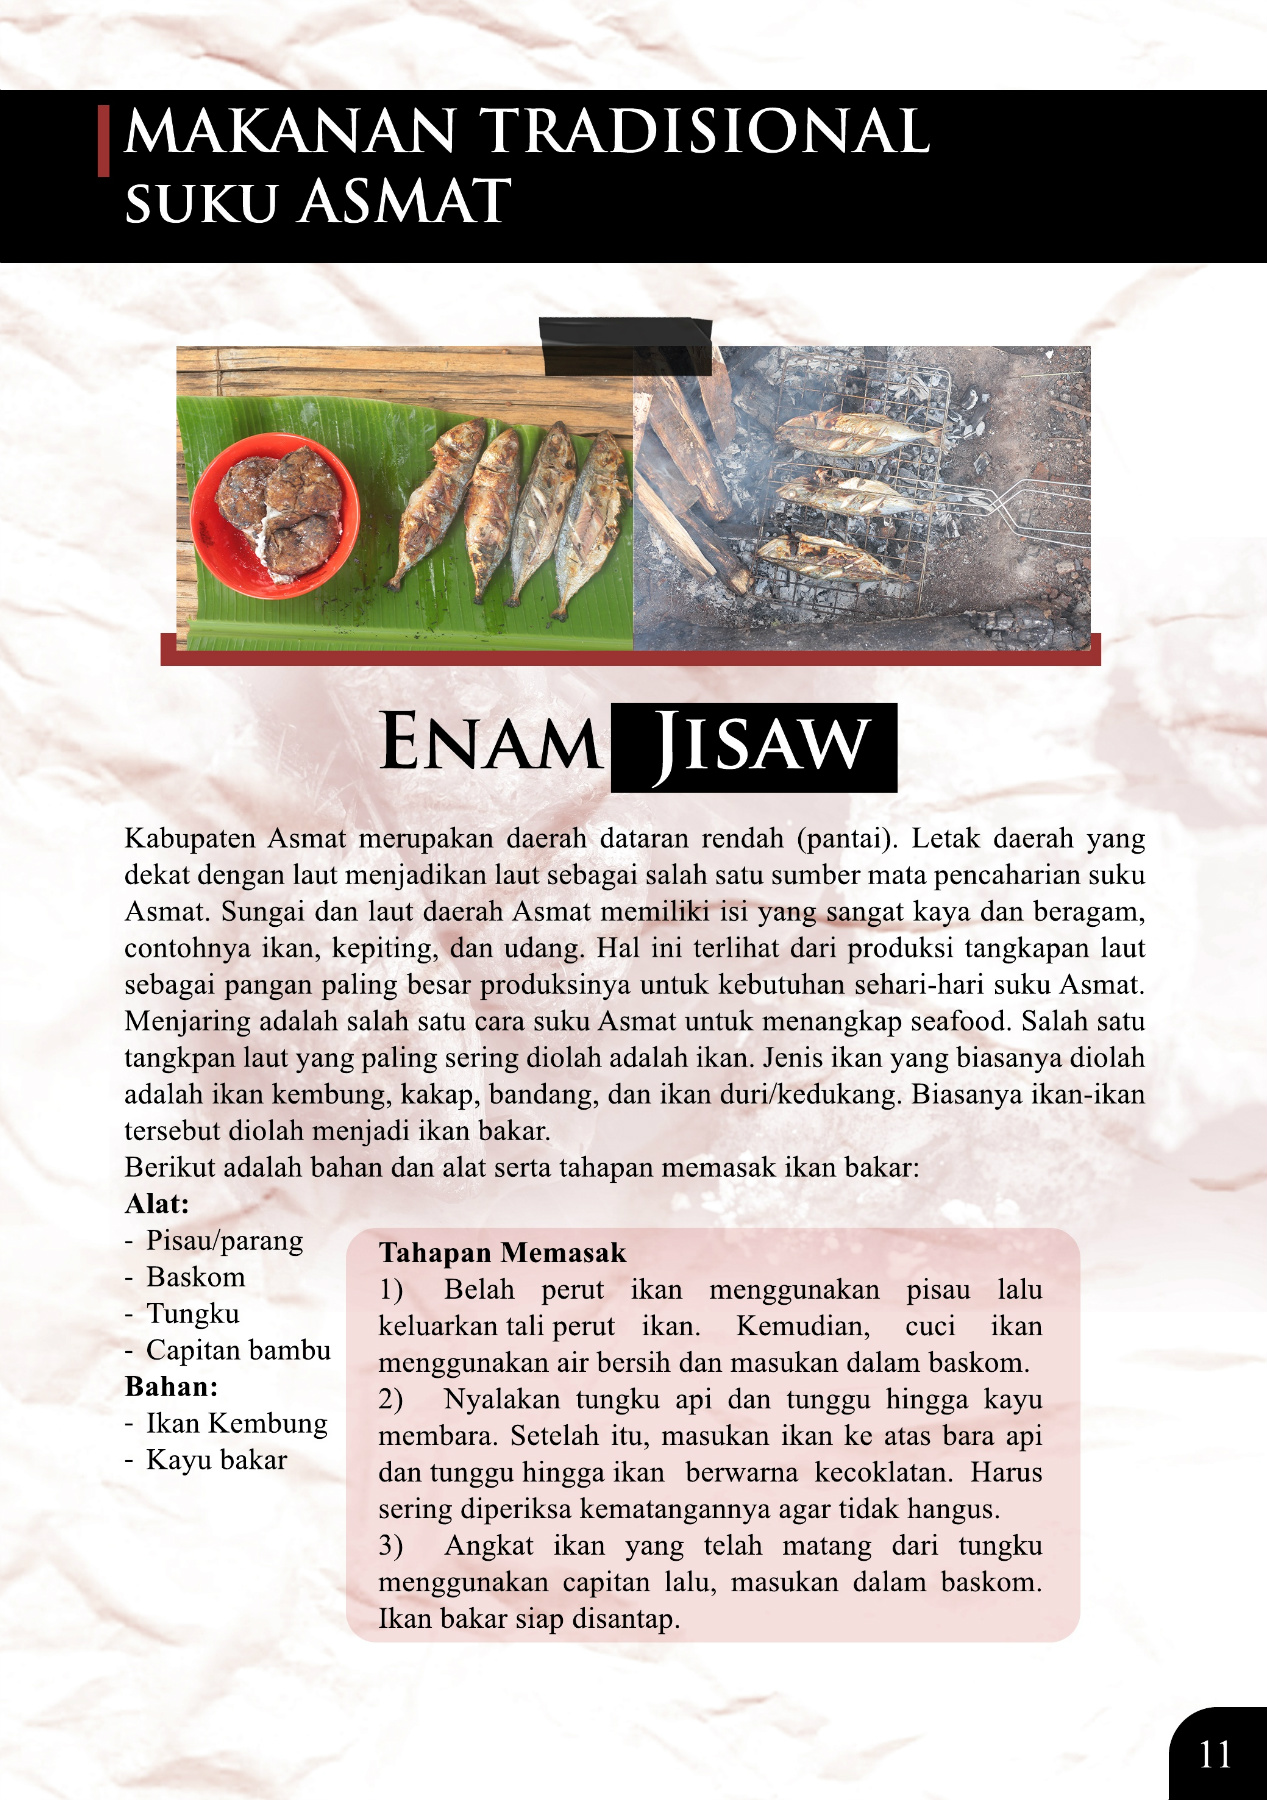 MAKANAN TRADISIONAL
SUKU ASMAT
ENAM JISAW
Kabupaten Asmat merupakan daerah dataran rendah (pantai). Letak daerah yang
dekat dengan laut menjadikan laut sebagai salah satu sumber mata pencaharian suku
Asmat. Sungai dan laut daerah Asmat memiliki isi yang sangat kaya dan beragam,
contohnya ikan, kepiting, dan udang. Hal ini terlihat dari produksi tangkapan laut
sebagai pangan paling besar produksinya untuk kebutuhan sehari-hari suku Asmat.
Menjaring adalah salah satu cara suku Asmat untuk menangkap seafood. Salah satu
tangkpan laut yang paling sering diolah adalah ikan. Jenis ikan yang biasanya diolah
adalah ikan kembung, kakap, bandang, dan ikan duri/kedukang. Biasanya ikan-ikan
tersebut diolah menjadi ikan bakar.
Berikut adalah bahan dan alat serta tahapan memasak ikan bakar:
Alat:
- Pisau/parang
- Baskom
- Tungku
- Capitan bambu
Bahan:
- Ikan Kembung
- Kayu bakar
Tahapan Memasak
1) Belah perut ikan menggunakan pisau lalu
keluarkan tali perut ikan. Kemudian, cuci ikan
menggunakan air bersih dan masukan dalam baskom.
2) Nyalakan tungku api dan tunggu hingga kayu
membara. Setelah itu, masukan ikan ke atas bara api
dan tunggu hingga ikan berwarna kecoklatan. Harus
sering diperiksa kematangannya agar tidak hangus.
3) Angkat ikan yang telah matang dari tungku
menggunakan capitan lalu, masukan dalam baskom.
Ikan bakar siap disantap.
11